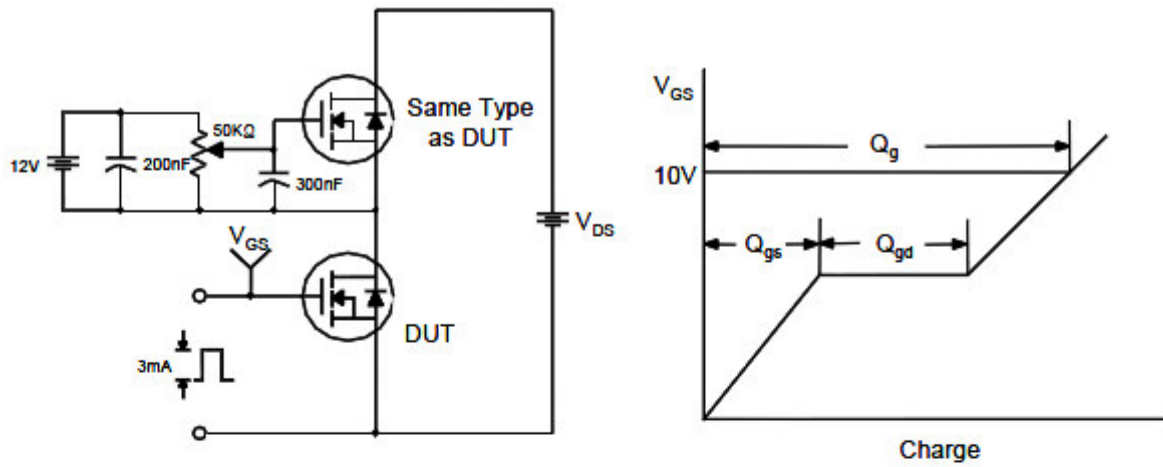 12V
200nF
50KΩ
300nF
Same Type
as DUT
V_DS
V_GS
DUT
3mA
V_GS
10V
Q_g
Q_gs
Q_gd
Charge